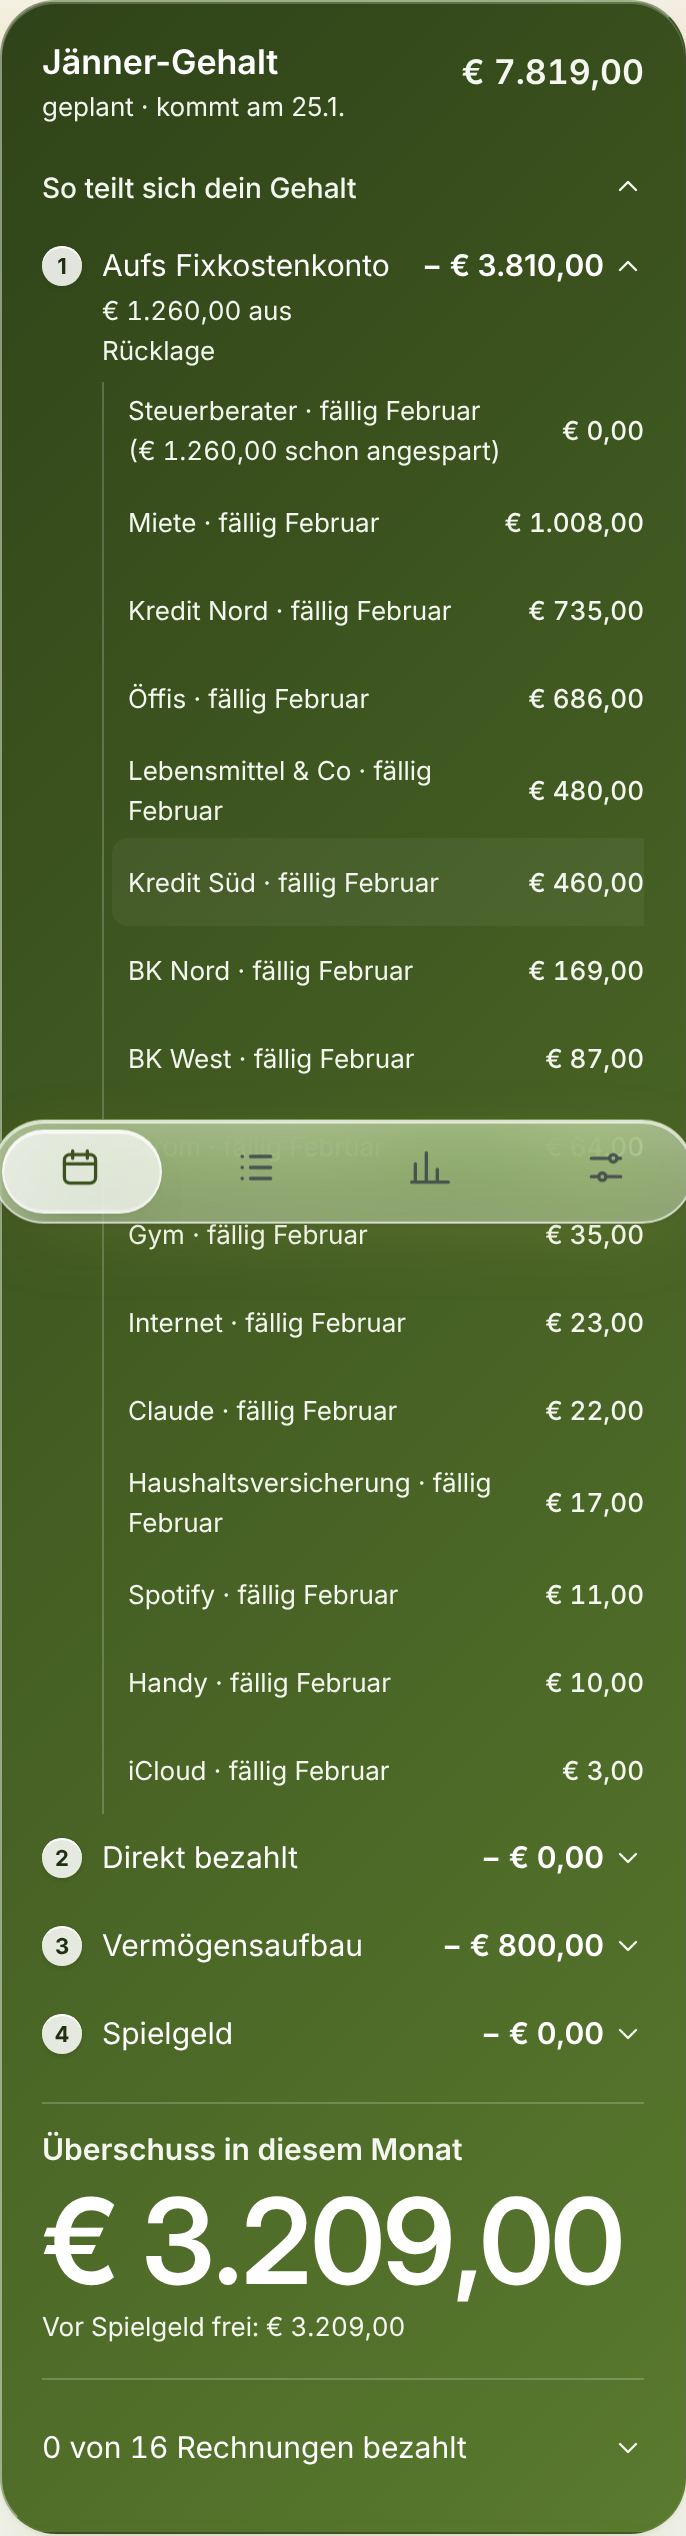 Jänner-Gehalt
€ 7.819,00
geplant · kommt am 25.1.
So teilt sich dein Gehalt
1 Aufs Fixkostenkonto – € 3.810,00
€ 1.260,00 aus
Rücklage
Steuerberater · fällig Februar
(€ 1.260,00 schon angespart)
€ 0,00
Miete · fällig Februar € 1.008,00
Kredit Nord · fällig Februar € 735,00
Öffis · fällig Februar € 686,00
Lebensmittel & Co · fällig
Februar
€ 480,00
Kredit Süd · fällig Februar € 460,00
BK Nord · fällig Februar € 169,00
BK West · fällig Februar € 87,00
fällig Februar € 64,00
Gym · fällig Februar € 35,00
Internet · fällig Februar € 23,00
Claude · fällig Februar € 22,00
Haushaltsversicherung · fällig
Februar
€ 17,00
Spotify · fällig Februar € 11,00
Handy · fällig Februar € 10,00
iCloud · fällig Februar € 3,00
2 Direkt bezahlt – € 0,00
3 Vermögensaufbau – € 800,00
4 Spielgeld – € 0,00
Überschuss in diesem Monat
€ 3.209,00
Vor Spielgeld frei: € 3.209,00
0 von 16 Rechnungen bezahlt